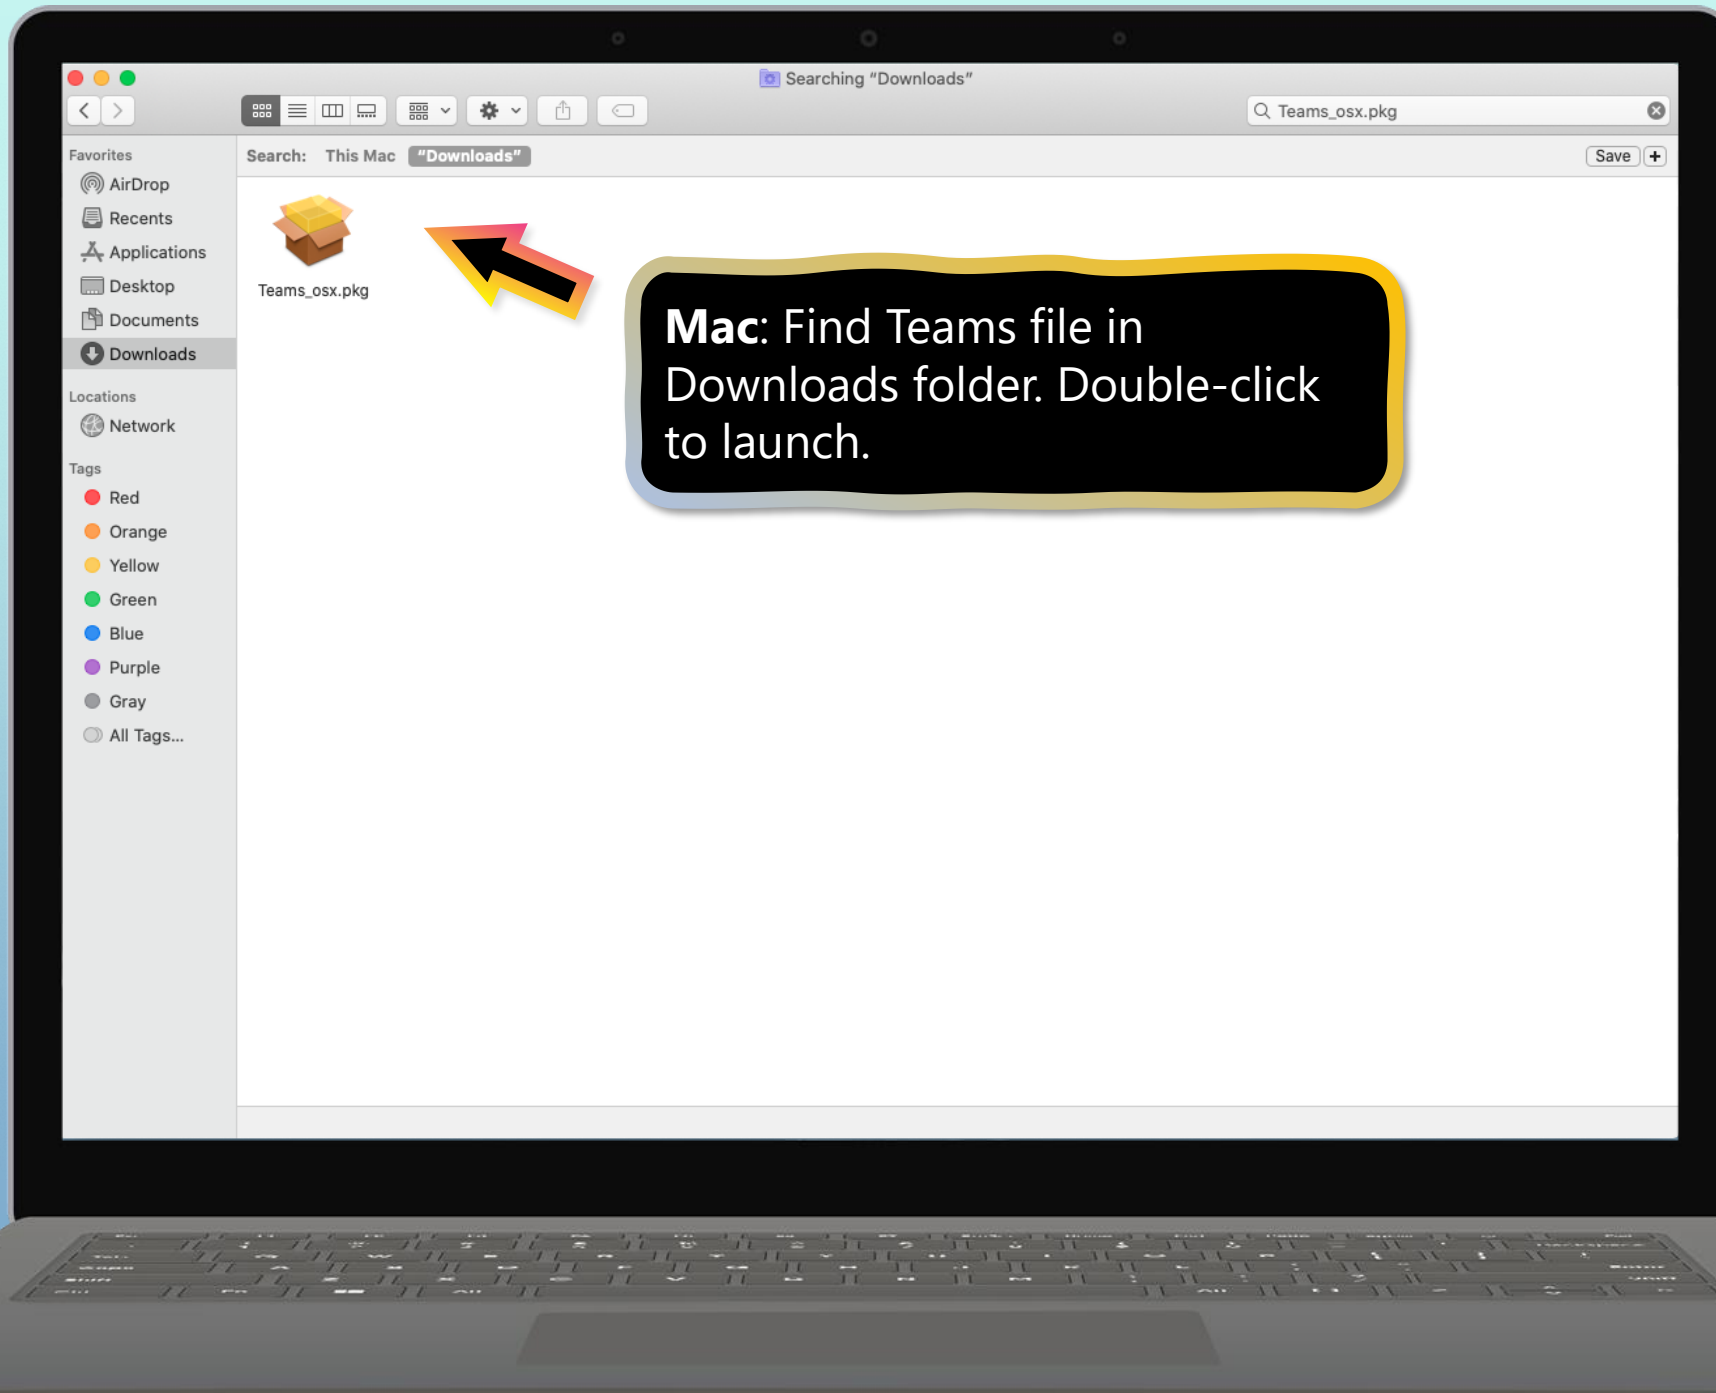 Searching “Downloads”
Teams_osx.pkg
Favorites
AirDrop
Recents
Applications
Desktop
Documents
Downloads
Locations
Network
Tags
Red
Orange
Yellow
Green
Blue
Purple
Gray
All Tags...
Search: This Mac “Downloads”
Save +
Teams_osx.pkg
Mac: Find Teams file in
Downloads folder. Double-click
to launch.